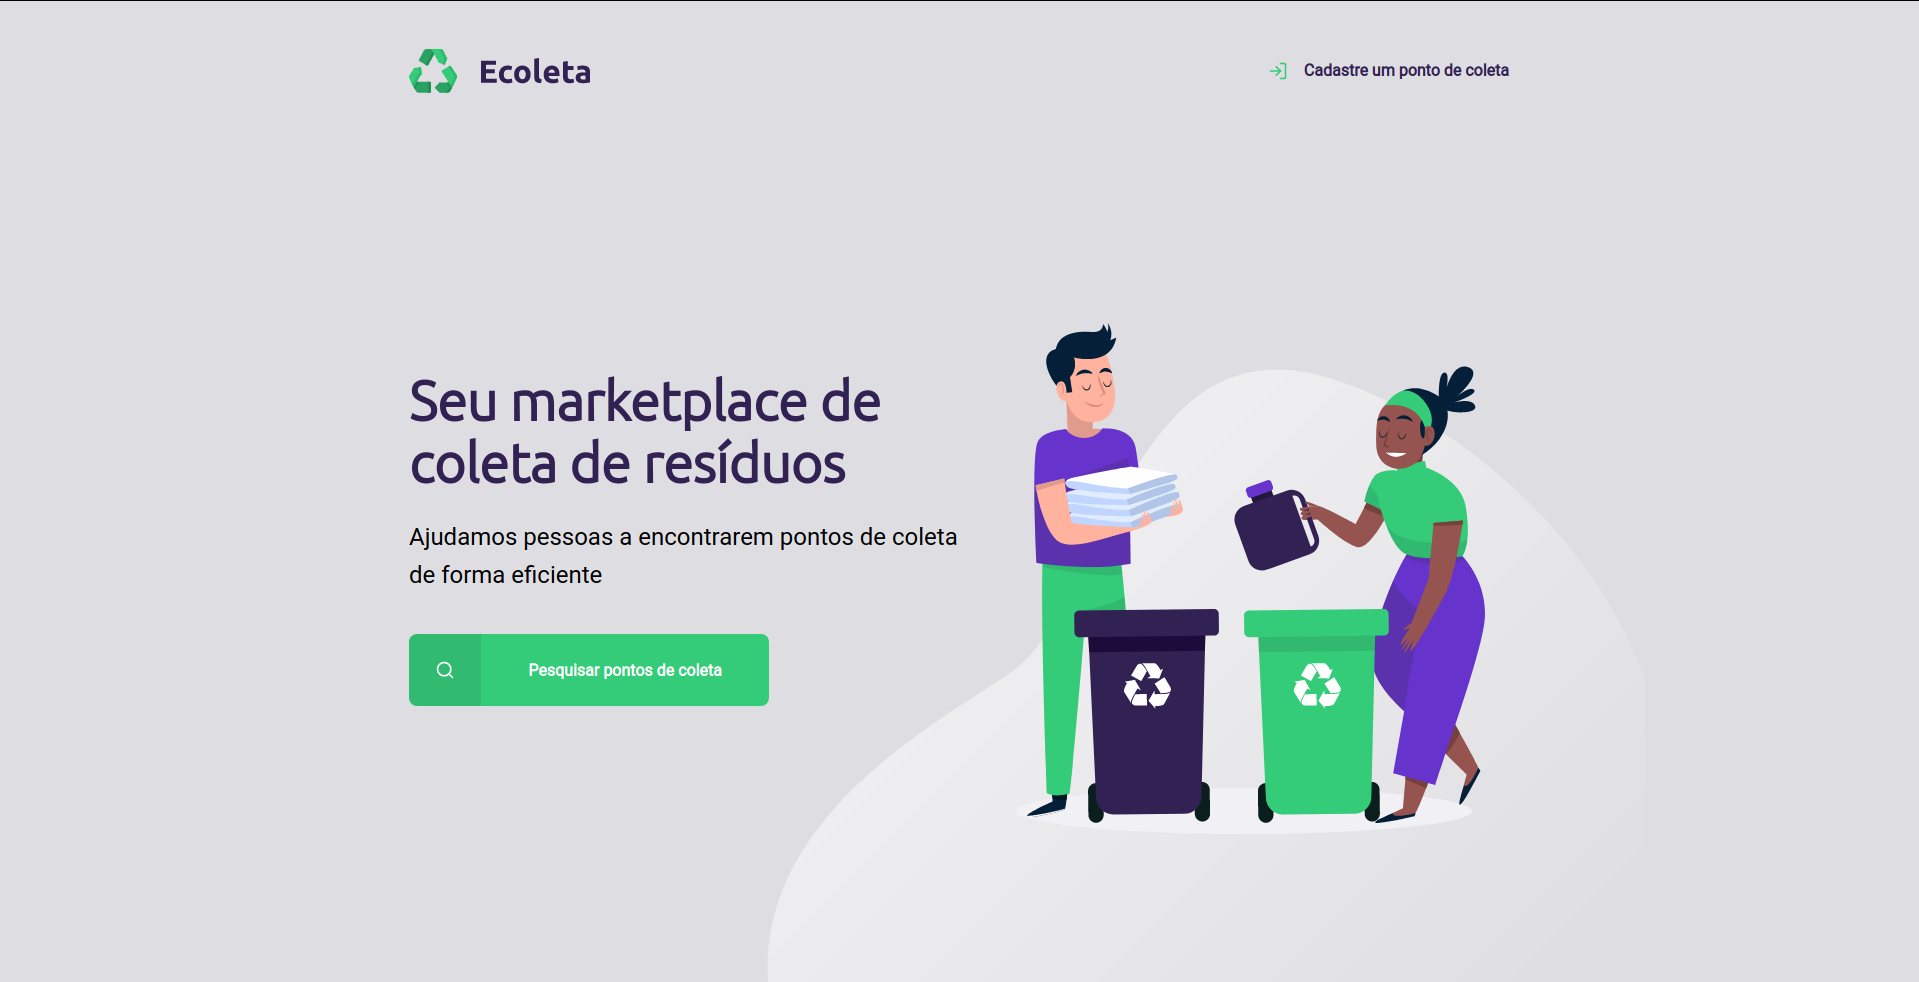 Ecoleta
Cadastre um ponto de coleta
Seu marketplace de
coleta de resíduos
Ajudamos pessoas a encontrarem pontos de coleta
de forma eficiente
Pesquisar pontos de coleta